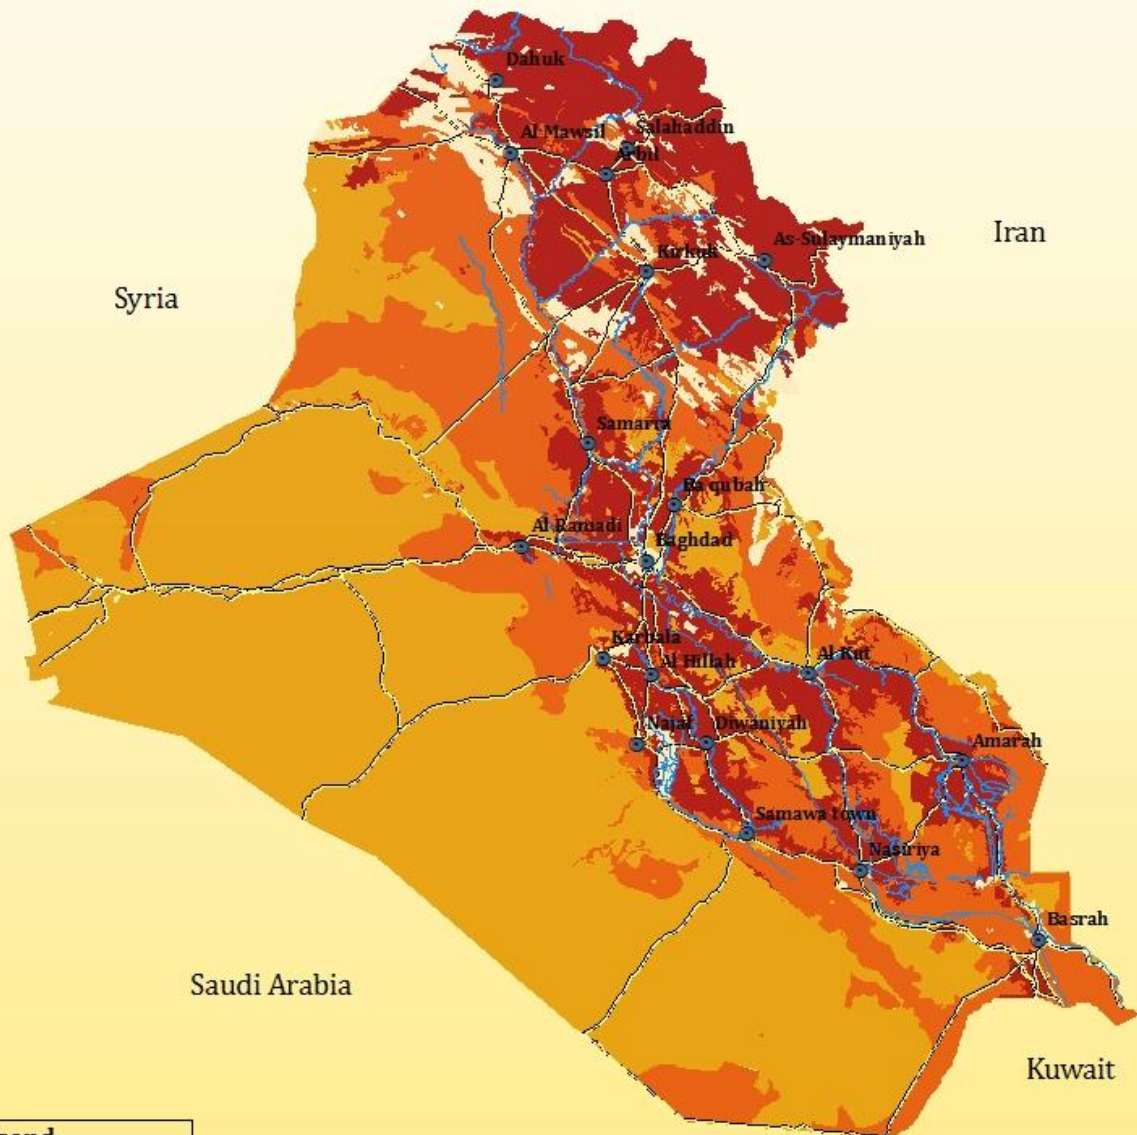 Dahuk
Al Mawsil
Salahaddin
Arbil
Iran
As-Sulaymaniyah
Kirkuk
Syria
Samarra
Ba qubah
Al Ramadi
Baghdad
Karbala
Al Kut
Al Hillah
Najaf
Diwaniyah
Amarah
Samawa town
Nasiriya
Basrah
Saudi Arabia
Kuwait